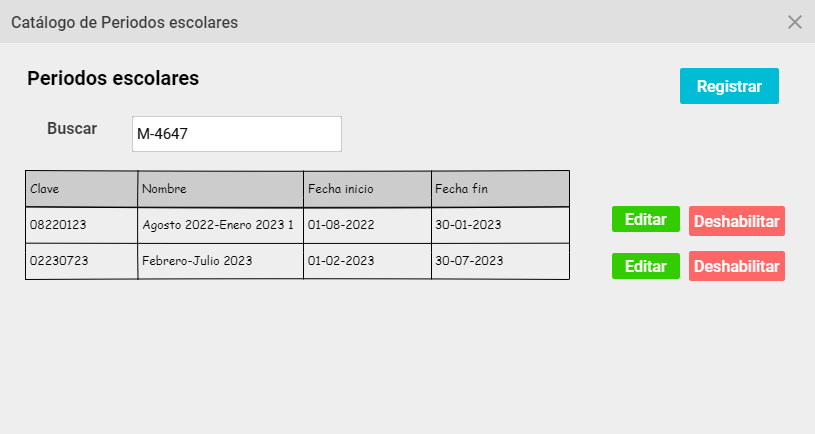 Catálogo de Periodos escolares
Periodos escolares
Registrar
Buscar M-4647
Clave Nombre Fecha inicio Fecha fin
08220123 Agosto 2022-Enero 2023 1 01-08-2022 30-01-2023 Editar Deshabilitar
02230723 Febrero-Julio 2023 01-02-2023 30-07-2023 Editar Deshabilitar